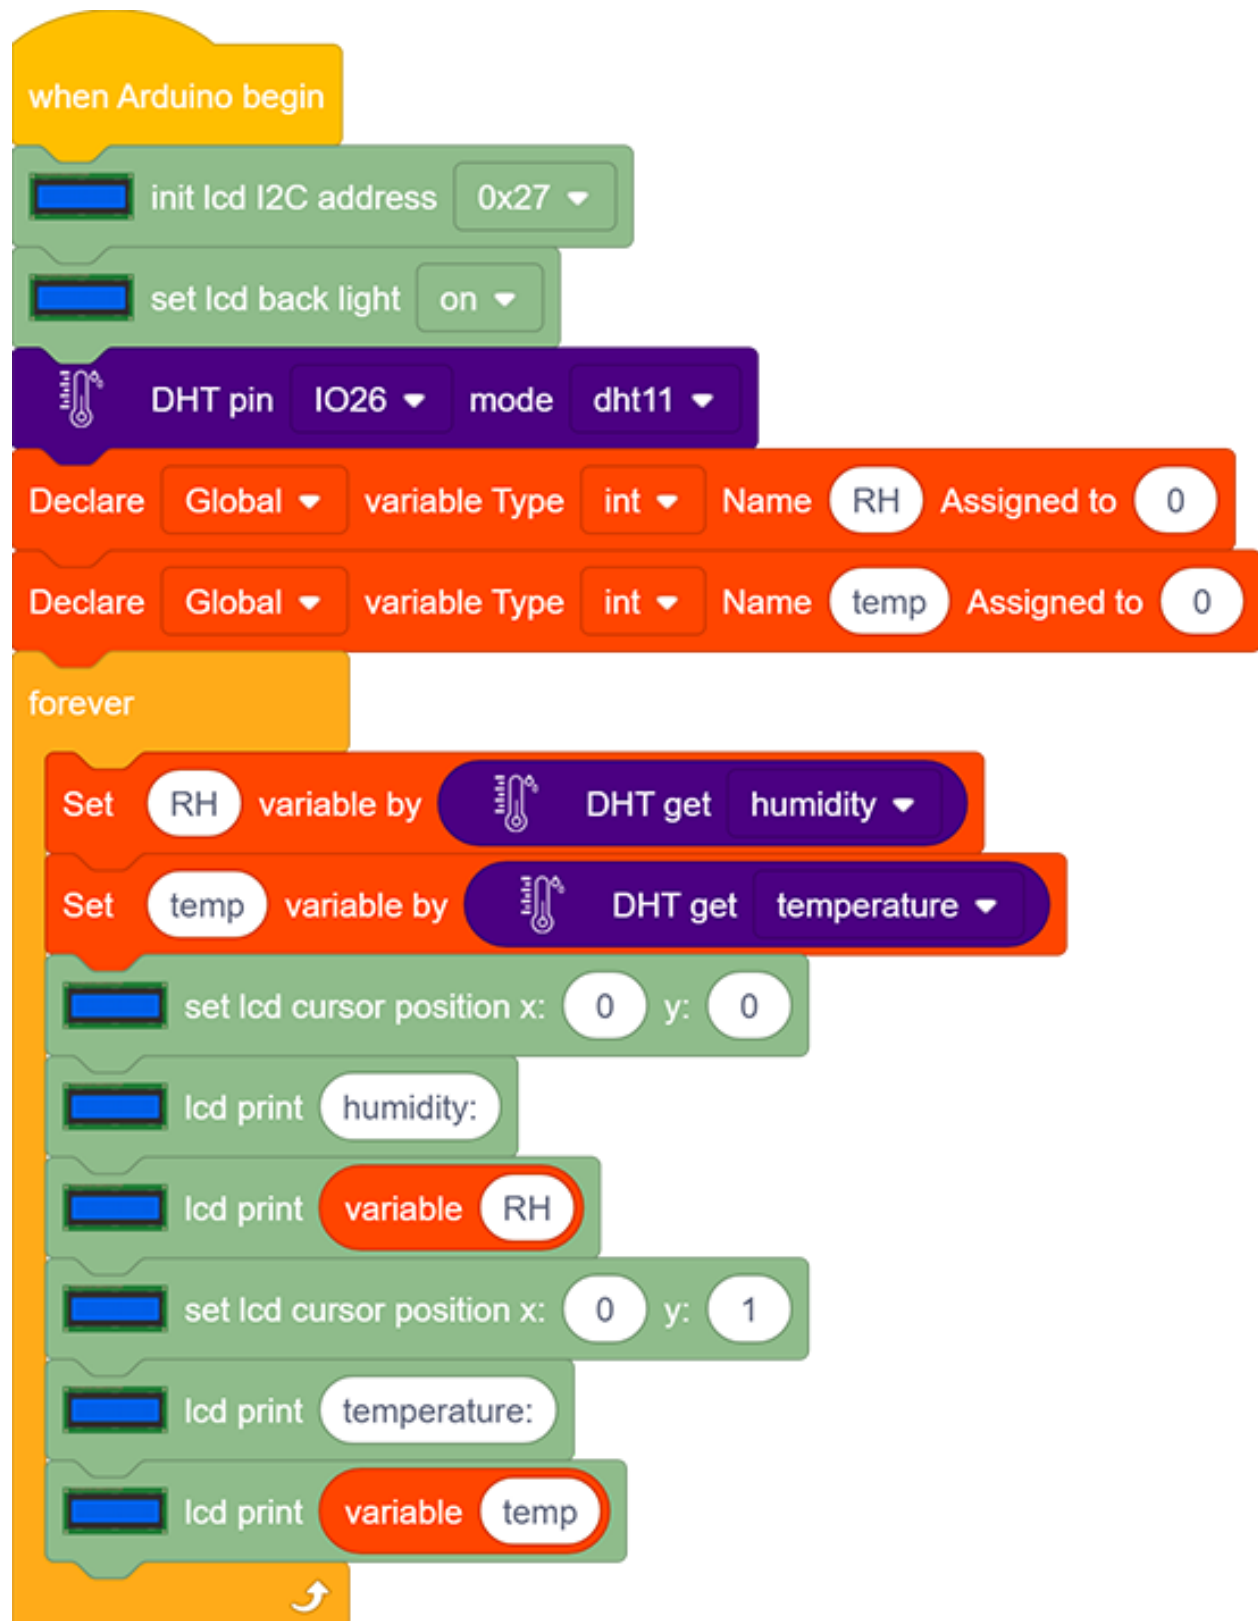 when Arduino begin
init lcd I2C address 0x27
set lcd back light on
DHT pin IO26 mode dht11
Declare Global variable Type int Name RH Assigned to 0
Declare Global variable Type int Name temp Assigned to 0
forever
Set RH variable by DHT get humidity
Set temp variable by DHT get temperature
set lcd cursor position x: 0 y: 0
lcd print humidity:
lcd print variable RH
set lcd cursor position x: 0 y: 1
lcd print temperature:
lcd print variable temp